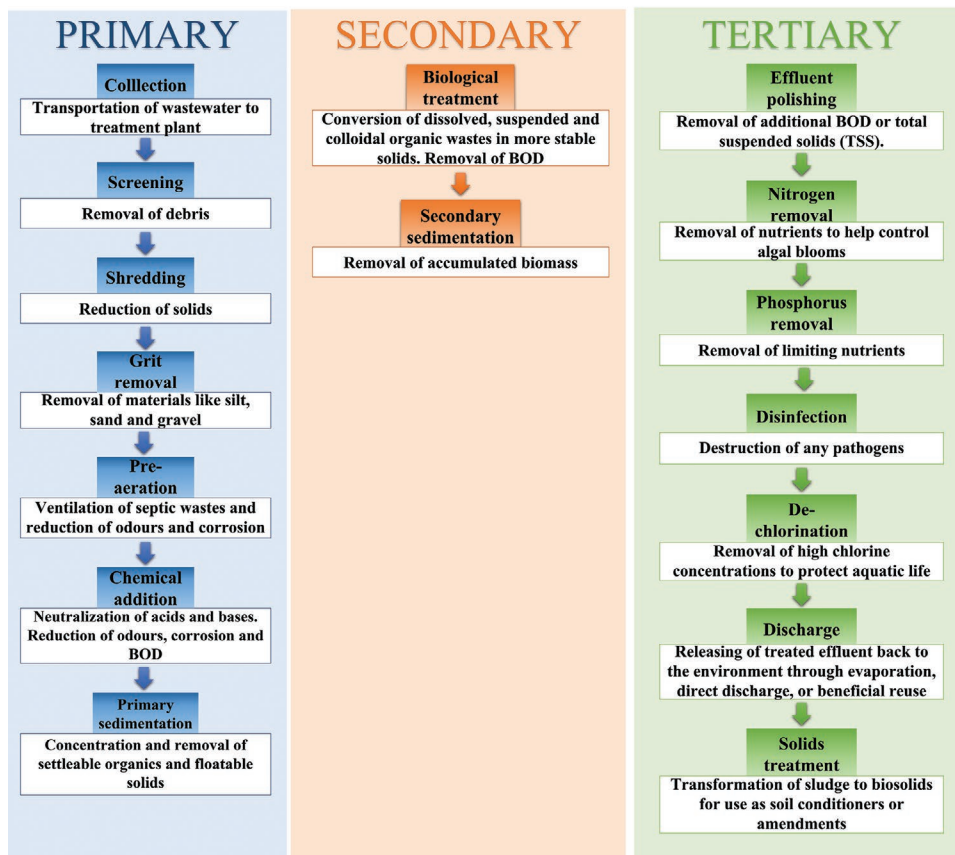 PRIMARY
Colllection
Transportation of wastewater to
treatment plant
Screening
Removal of debris
Shredding
Reduction of solids
Grit
removal
Removal of materials like silt,
sand and gravel
Pre-
aeration
Ventilation of septic wastes and
reduction of odours and corrosion
Chemical
addition
Neutralization of acids and bases.
Reduction of odours, corrosion and
BOD
Primary
sedimentation
Concentration and removal of
settleable organics and floatable
solids
SECONDARY
Biological
treatment
Conversion of dissolved, suspended and
colloidal organic wastes in more stable
solids. Removal of BOD
Secondary
sedimentation
Removal of accumulated biomass
TERTIARY
Effluent
polishing
Removal of additional BOD or total
suspended solids (TSS).
Nitrogen
removal
Removal of nutrients to help control
algal blooms
Phosphorus
removal
Removal of limiting nutrients
Disinfection
Destruction of any pathogens
De-
chlorination
Removal of high chlorine
concentrations to protect aquatic life
Discharge
Releasing of treated effluent back to
the environment through evaporation,
direct discharge, or beneficial reuse
Solids
treatment
Transformation of sludge to biosolids
for use as soil conditioners or
amendments